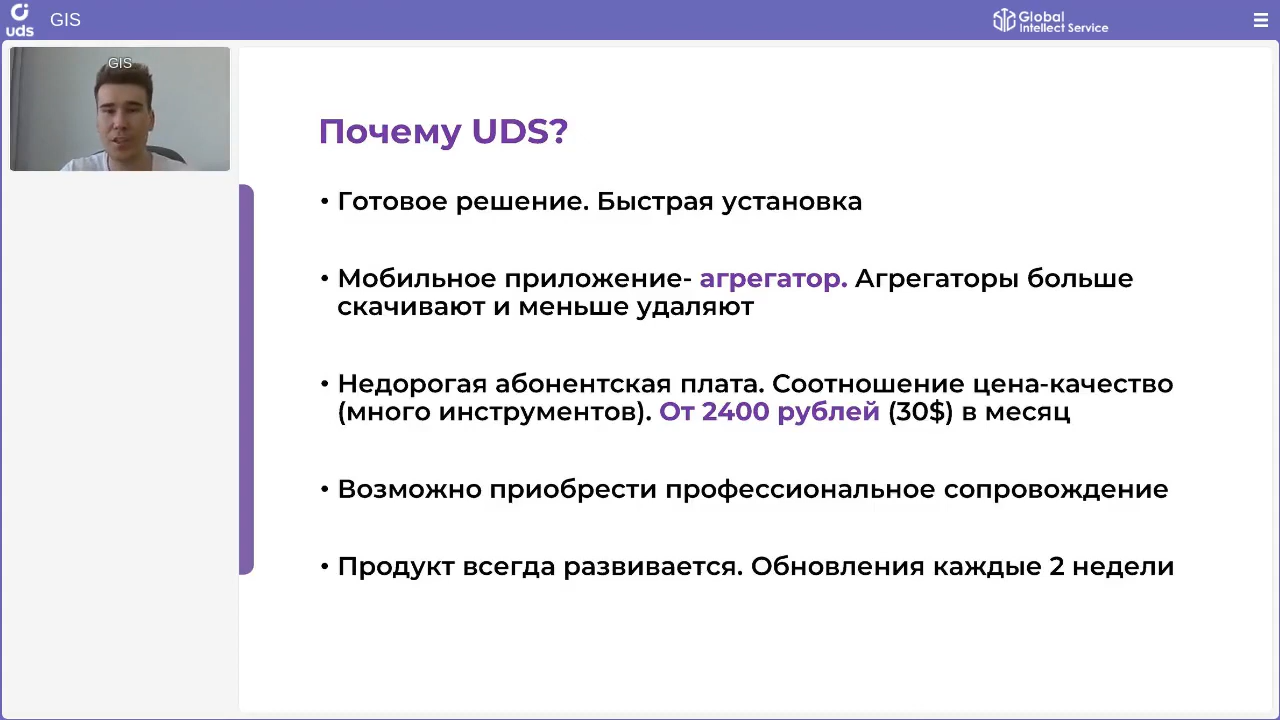 uds
GIS
Global
Intellect Service
GIS
Почему UDS?
• Готовое решение. Быстрая установка
• Мобильное приложение- агрегатор. Агрегаторы больше
скачивают и меньше удаляют
• Недорогая абонентская плата. Соотношение цена-качество
(много инструментов). От 2400 рублей (30$) в месяц
• Возможно приобрести профессиональное сопровождение
• Продукт всегда развивается. Обновления каждые 2 недели